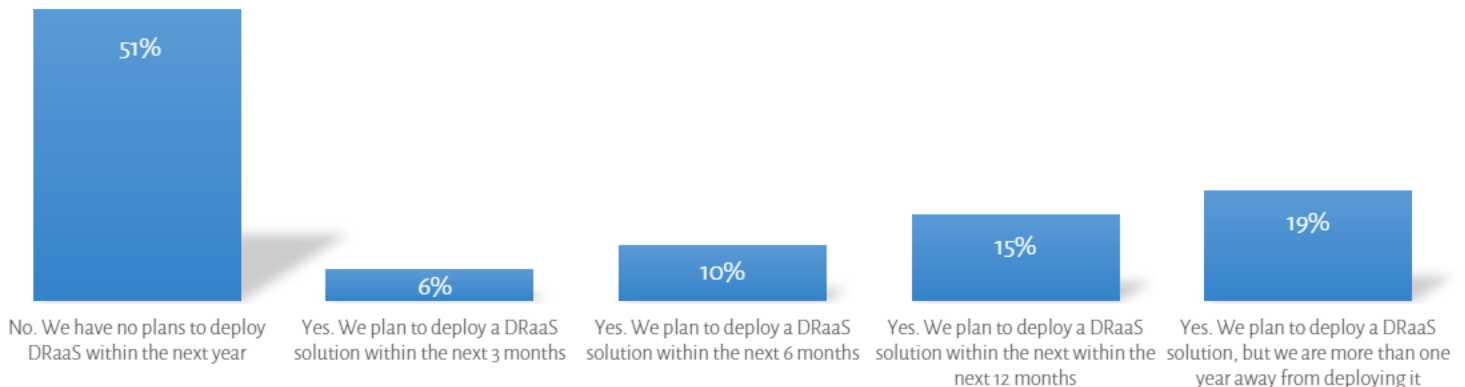 51%
6%
10%
15%
19%
No. We have no plans to deploy
DRaaS within the next year
Yes. We plan to deploy a DRaaS
solution within the next 3 months
Yes. We plan to deploy a DRaaS
solution within the next 6 months
Yes. We plan to deploy a DRaaS
solution within the next within the
next 12 months
Yes. We plan to deploy a DRaaS
solution, but we are more than one
year away from deploying it